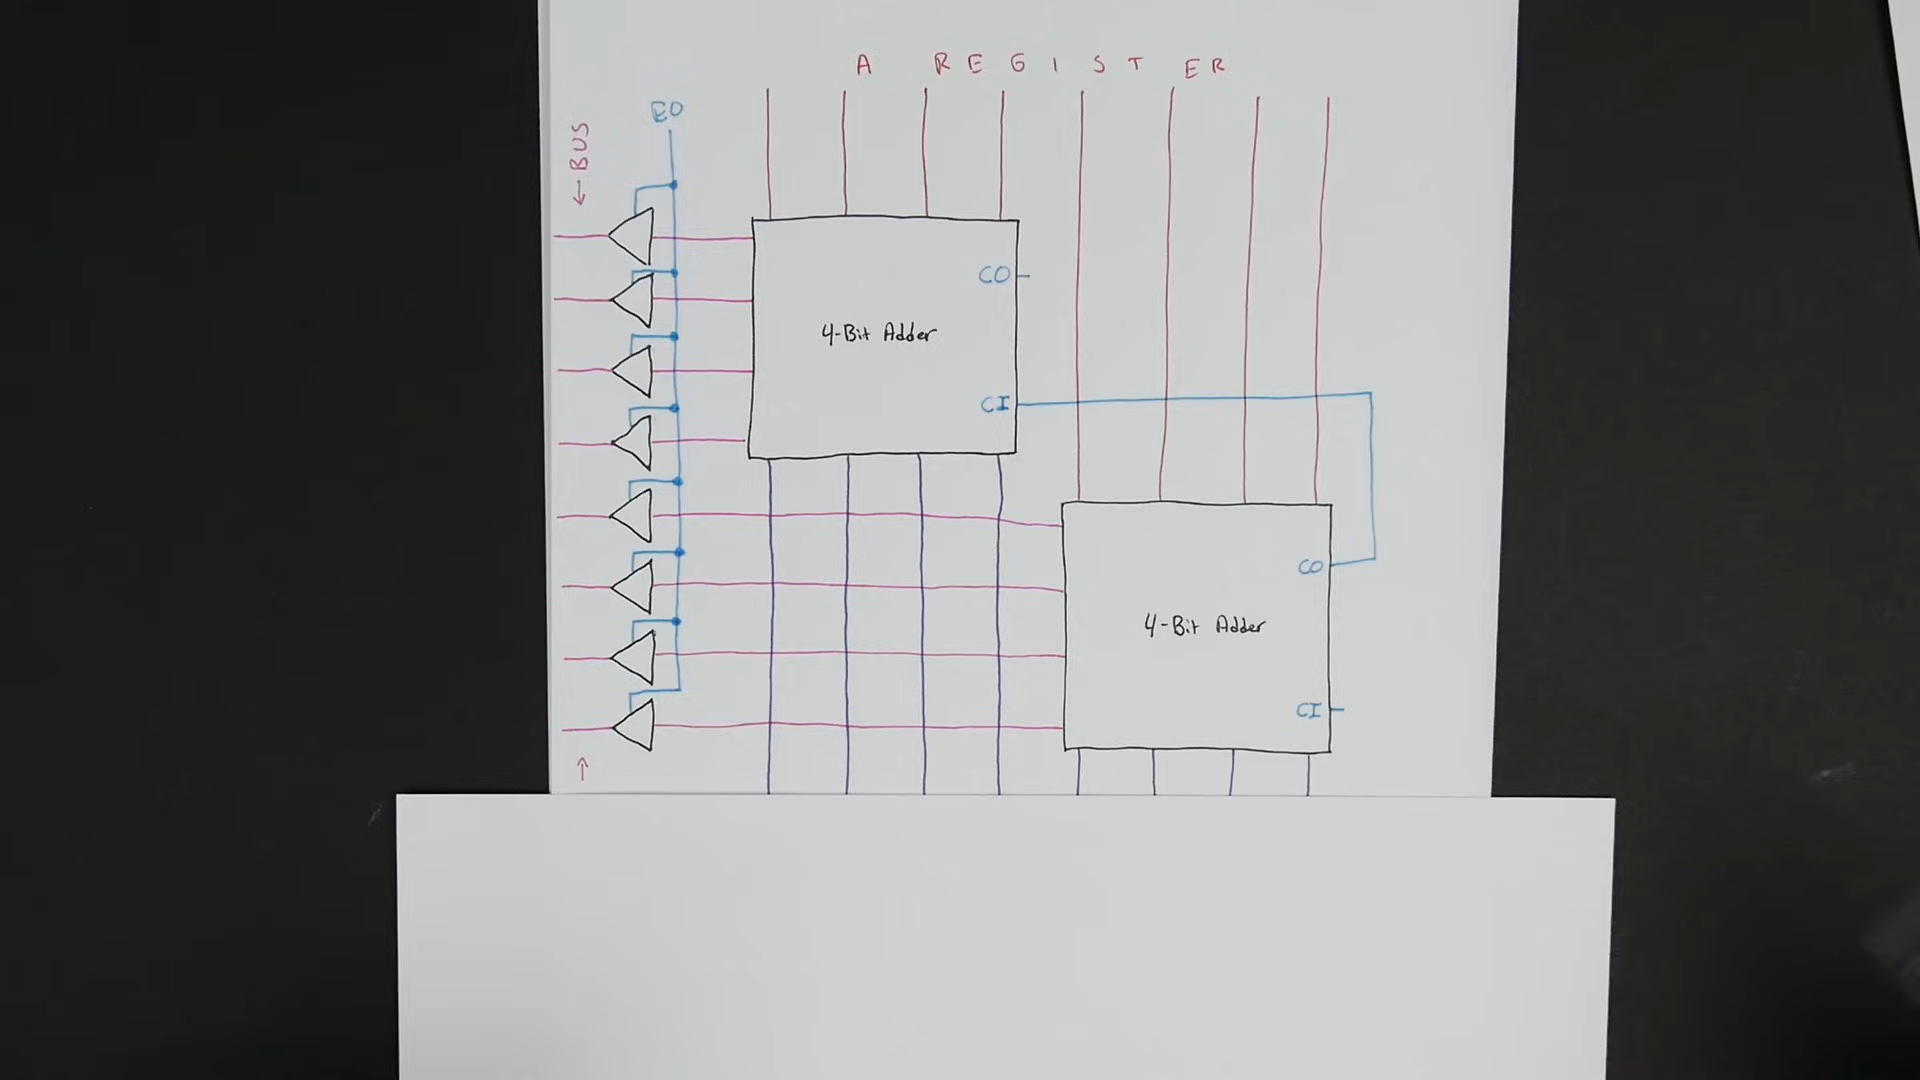 A REGISTER
EO
← BUS
CO
4-Bit Adder
CI
CO
4-Bit Adder
CI